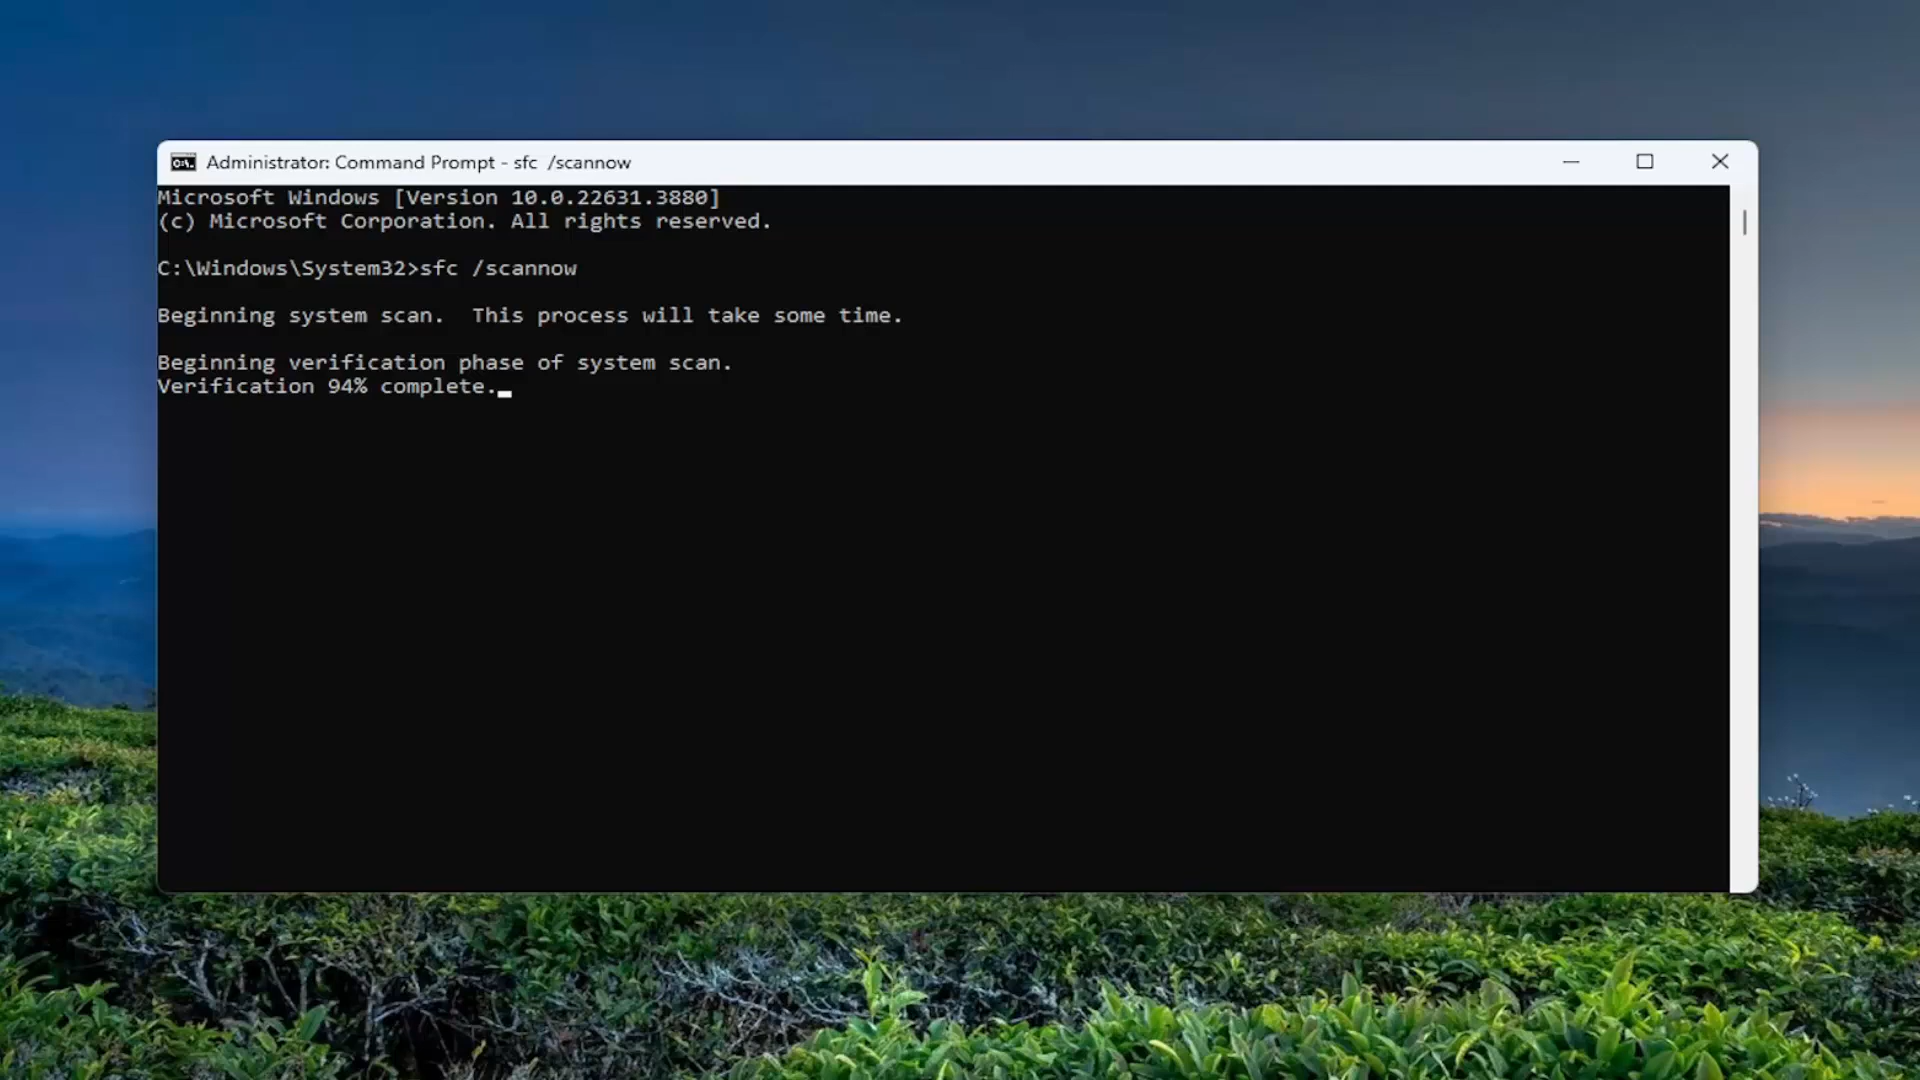 Administrator: Command Prompt - sfc  /scannow
Microsoft Windows [Version 10.0.22631.3880]
(c) Microsoft Corporation. All rights reserved.
C:\Windows\System32>sfc /scannow
Beginning system scan.  This process will take some time.
Beginning verification phase of system scan.
Verification 94% complete.